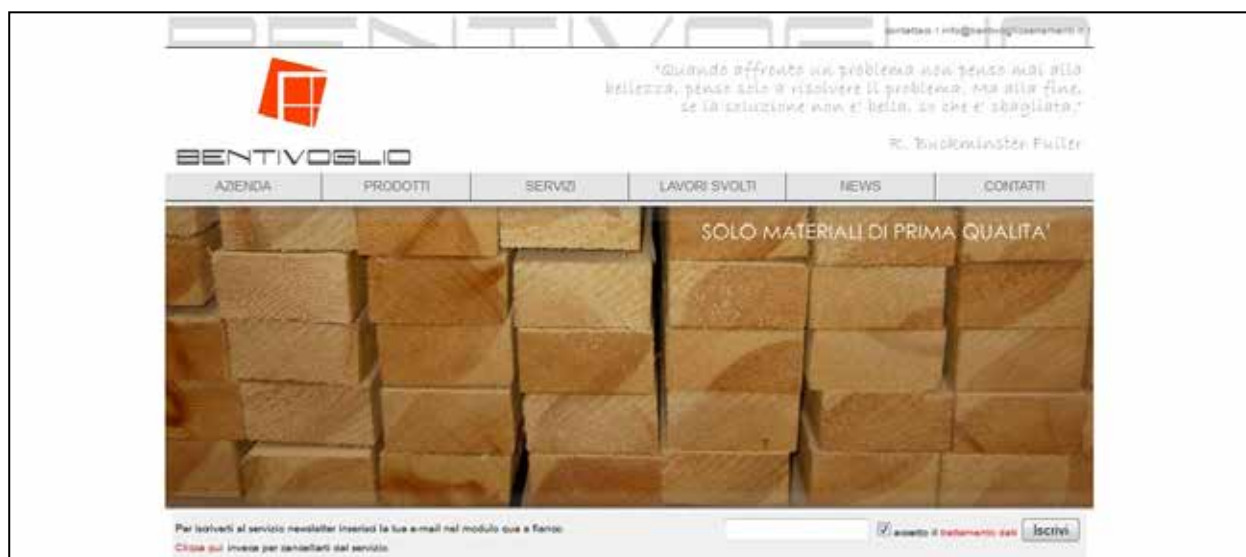 BENTIVOGLIO
contattaci | info@bentivoglioserramenti.it |
"Quando affronto un problema non penso mai alla
bellezza, penso solo a risolvere il problema. Ma alla fine,
se la soluzione non e' bella, so che e' sbagliata."
R. Buckminster Fuller
BENTIVOGLIO
AZIENDA PRODOTTI SERVIZI LAVORI SVOLTI NEWS CONTATTI
SOLO MATERIALI DI PRIMA QUALITA'
Per iscriverti al servizio newsletter inserisci la tua e-mail nel modulo qua a fianco. accetto il trattamento dati Iscrivi
Clicca qui invece per cancellarti dal servizio.